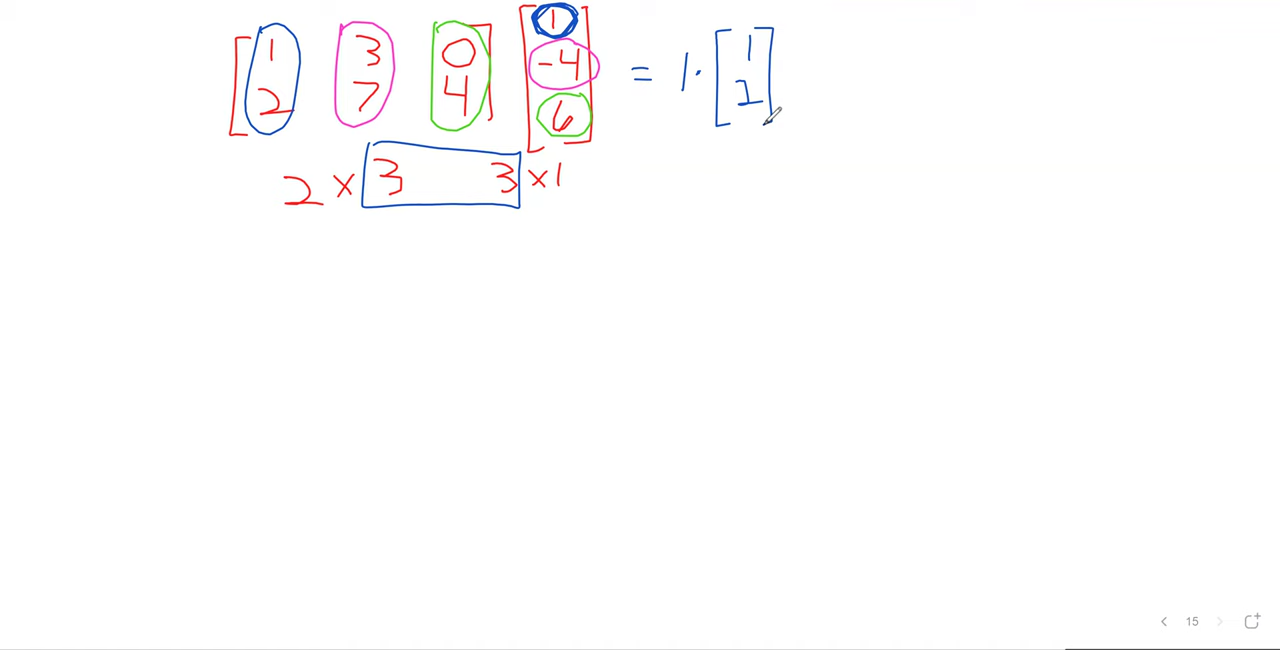 [1 3 0] [1] = 1 · [1]
[2 7 4] [-4] [2]
[6]
2 × 3 3 × 1
15